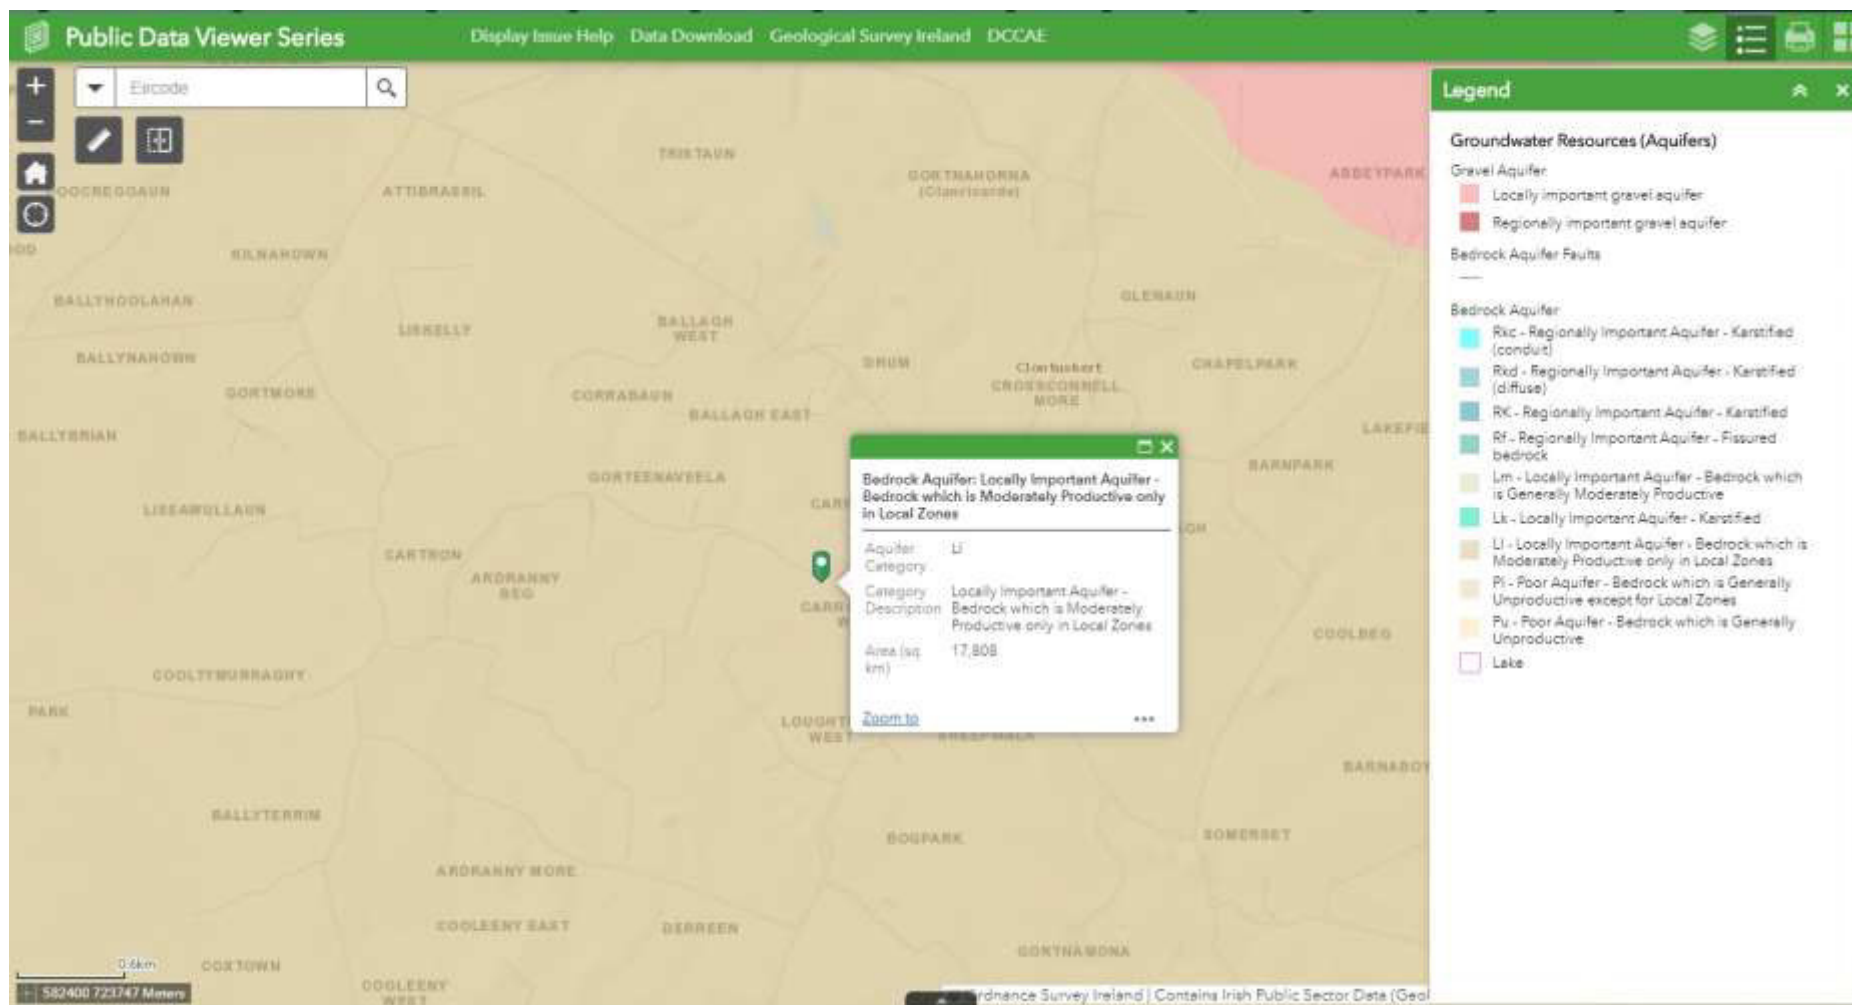 Public Data Viewer Series
Display Issue Help Data Download Geological Survey Ireland DCCAE
Eircode
TRISTAUN
GORTNAHORNA
(Clanricarde)
ABBEYPARK
ATTIBRASSIL
KILNAHOWN
BALLYHOOLAHAN
LISKELLY
BALLAGH
WEST
GLENAUN
BALLYNAHOWN
DRUM
Clontuskert
CROSSCONNELL
MORE
CHAPELPARK
GORTMORE
CORRABAUN
BALLAGH EAST
BALLYBRIAN
BARNPARK
GORTEENAVEELA
LISSAWULLAUN
CARTRON
ARDRANNY
BEG
COOLBEG
COOLTYMURRAGHY
PARK
WEST
BALLYTERRIM
BOGPARK
SOMERSET
ARDRANNY MORE
COOLEENY EAST
DERREEN
GORTNAMONA
COXTOWN
COOLEENY
WEST
Bedrock Aquifer: Locally Important Aquifer -
Bedrock which is Moderately Productive only
in Local Zones
Aquifer LI
Category
Category Locally Important Aquifer -
Description Bedrock which is Moderately
Productive only in Local Zones
Area (sq 17,808
km)
Zoom to
Legend
Groundwater Resources (Aquifers)
Gravel Aquifer
Locally important gravel aquifer
Regionally important gravel aquifer
Bedrock Aquifer Faults
Bedrock Aquifer
Rkc - Regionally Important Aquifer - Karstified
(conduit)
Rkd - Regionally Important Aquifer - Karstified
(diffuse)
RK - Regionally Important Aquifer - Karstified
Rf - Regionally Important Aquifer - Fissured
bedrock
Lm - Locally Important Aquifer - Bedrock which
is Generally Moderately Productive
Lk - Locally Important Aquifer - Karstified
LI - Locally Important Aquifer - Bedrock which is
Moderately Productive only in Local Zones
Pl - Poor Aquifer - Bedrock which is Generally
Unproductive except for Local Zones
Pu - Poor Aquifer - Bedrock which is Generally
Unproductive
Lake
0.6km
582400 723747 Meters
Survey Ireland | Contains Irish Public Sector Data (Geol